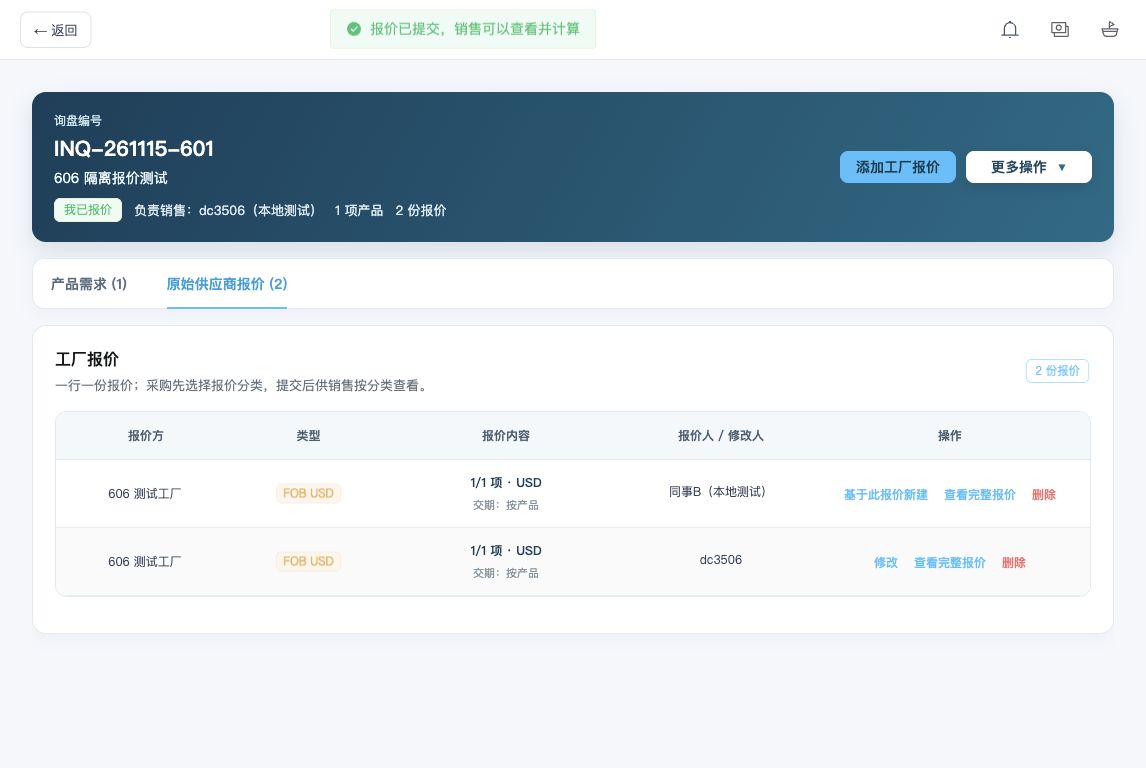 ← 返回
报价已提交，销售可以查看并计算
询盘编号
INQ-261115-601
606 隔离报价测试
添加工厂报价
更多操作 ▼
我已报价 负责销售：dc3506（本地测试） 1 项产品 2 份报价
产品需求 (1) 原始供应商报价 (2)
工厂报价
一行一份报价；采购先选择报价分类，提交后供销售按分类查看。
2 份报价
报价方 类型 报价内容 报价人 / 修改人 操作
606 测试工厂 FOB USD 1/1 项 · USD 同事B（本地测试） 基于此报价新建 查看完整报价 删除
交期：按产品
606 测试工厂 FOB USD 1/1 项 · USD dc3506 修改 查看完整报价 删除
交期：按产品